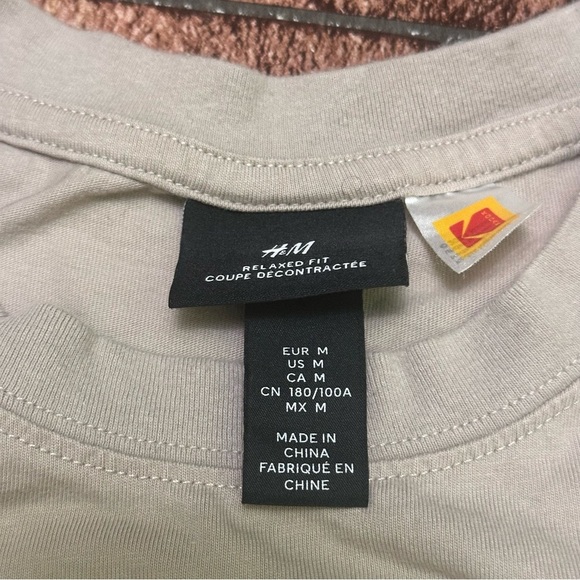 H&M
RELAXED FIT
COUPE DÉCONTRACTÉE
EUR M
US M
CA M
CN 180/100A
MX M
MADE IN
CHINA
FABRIQUÉ EN
CHINE